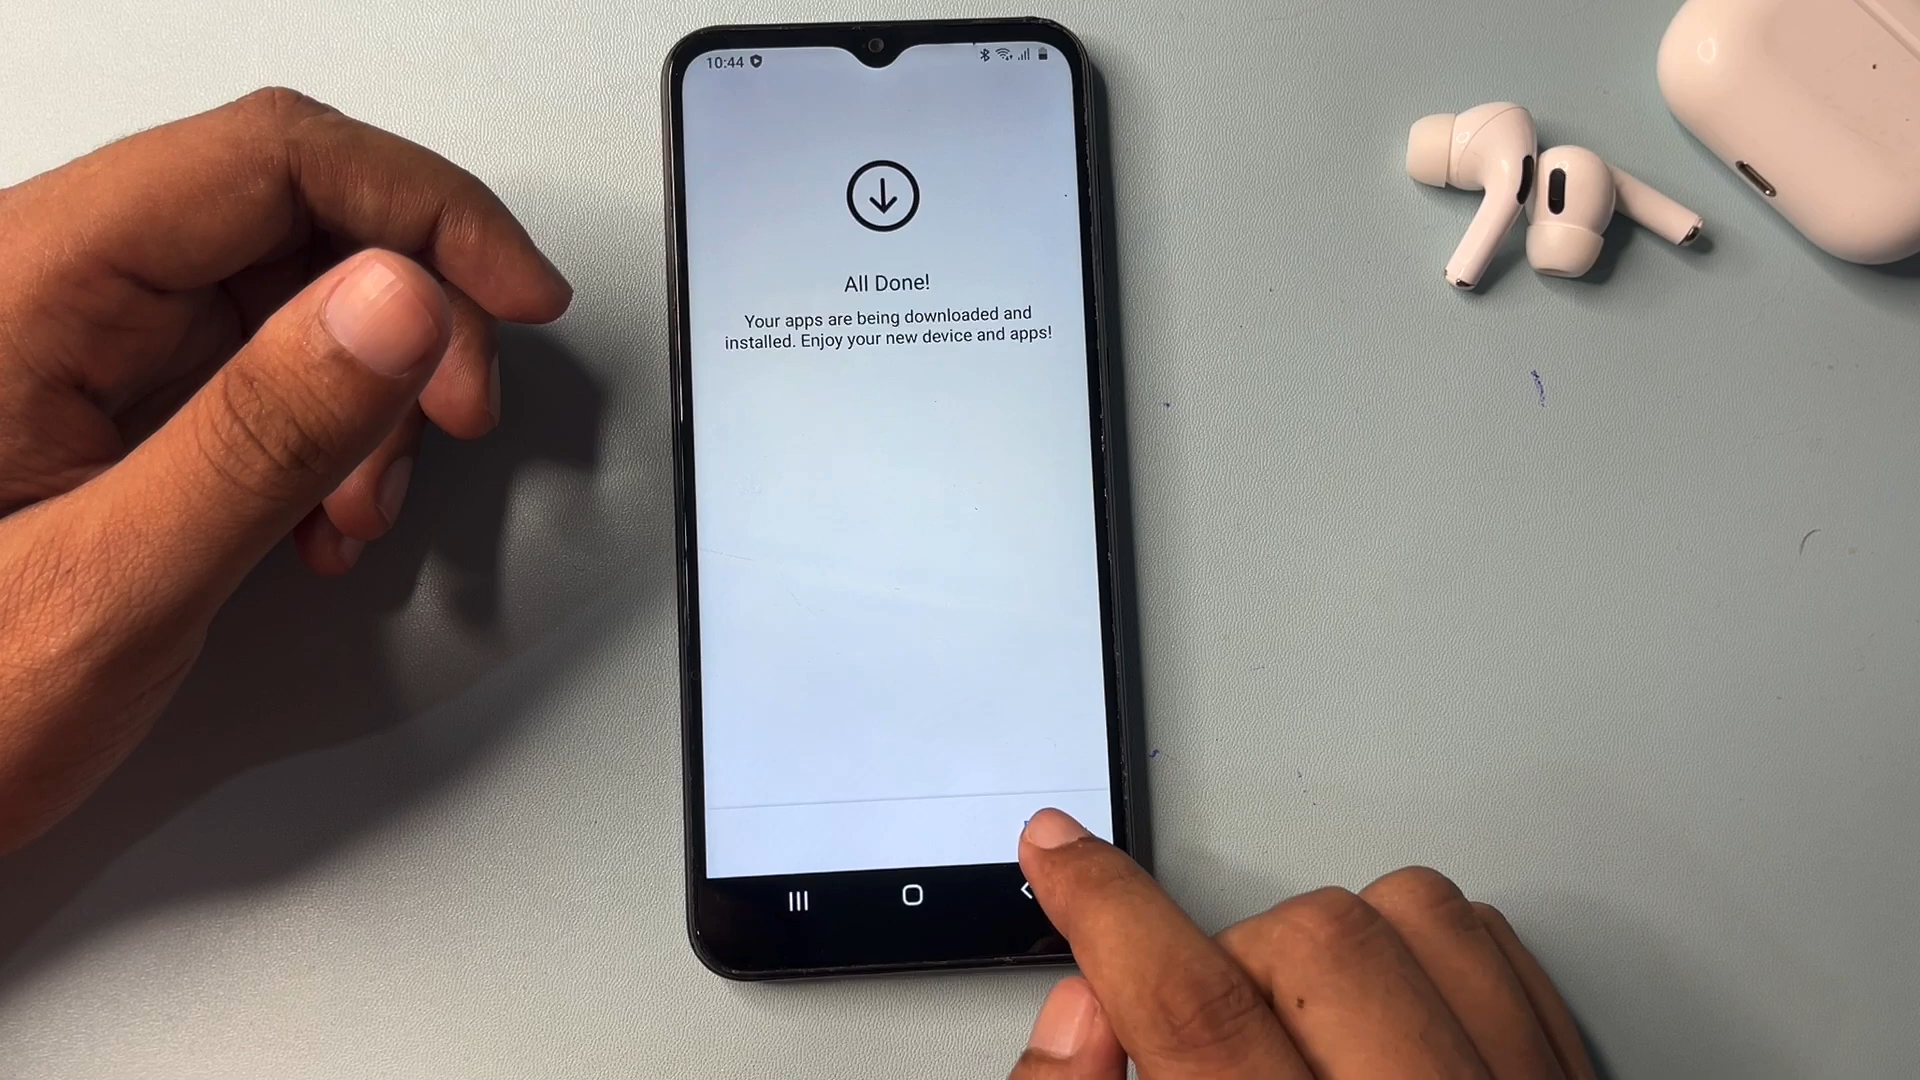 10:44
All Done!
Your apps are being downloaded and
installed. Enjoy your new device and apps!